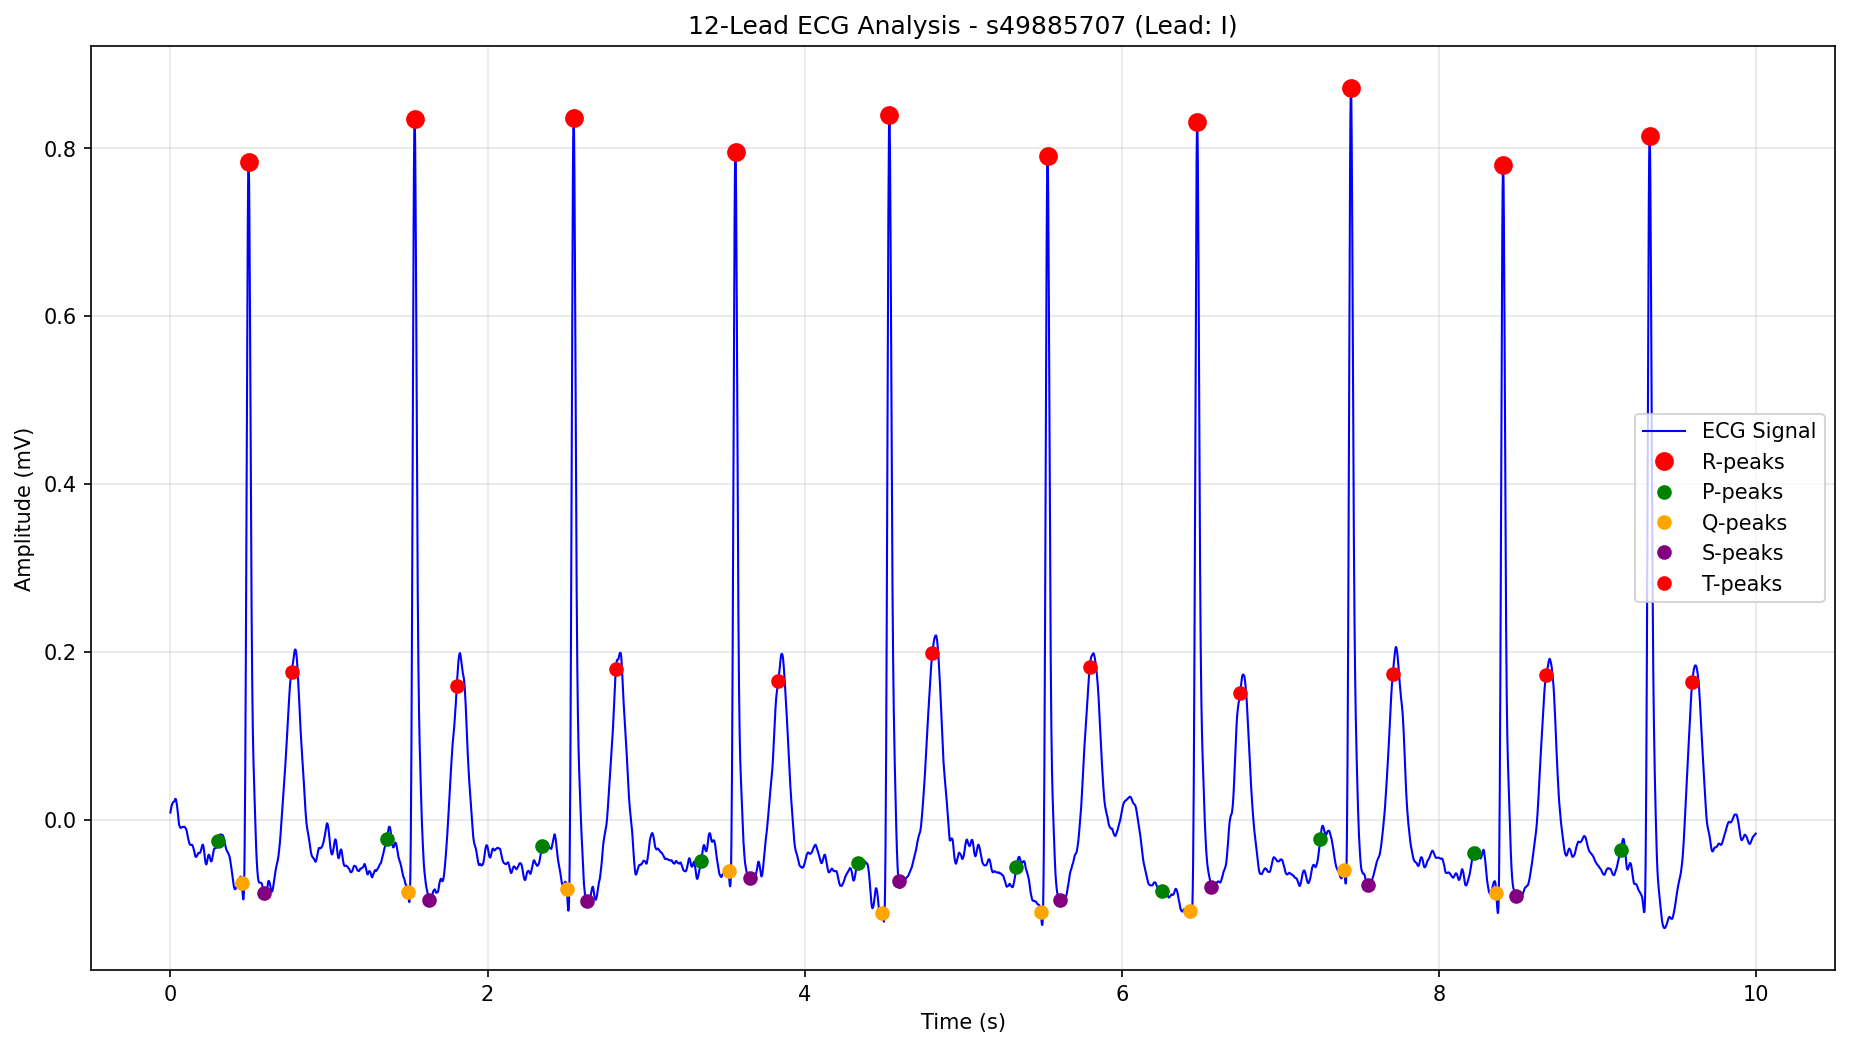 12-Lead ECG Analysis - s49885707 (Lead: I)
Amplitude (mV)
0.8
0.6
0.4
0.2
0.0
ECG Signal
R-peaks
P-peaks
Q-peaks
S-peaks
T-peaks
0 2 4 6 8 10
Time (s)